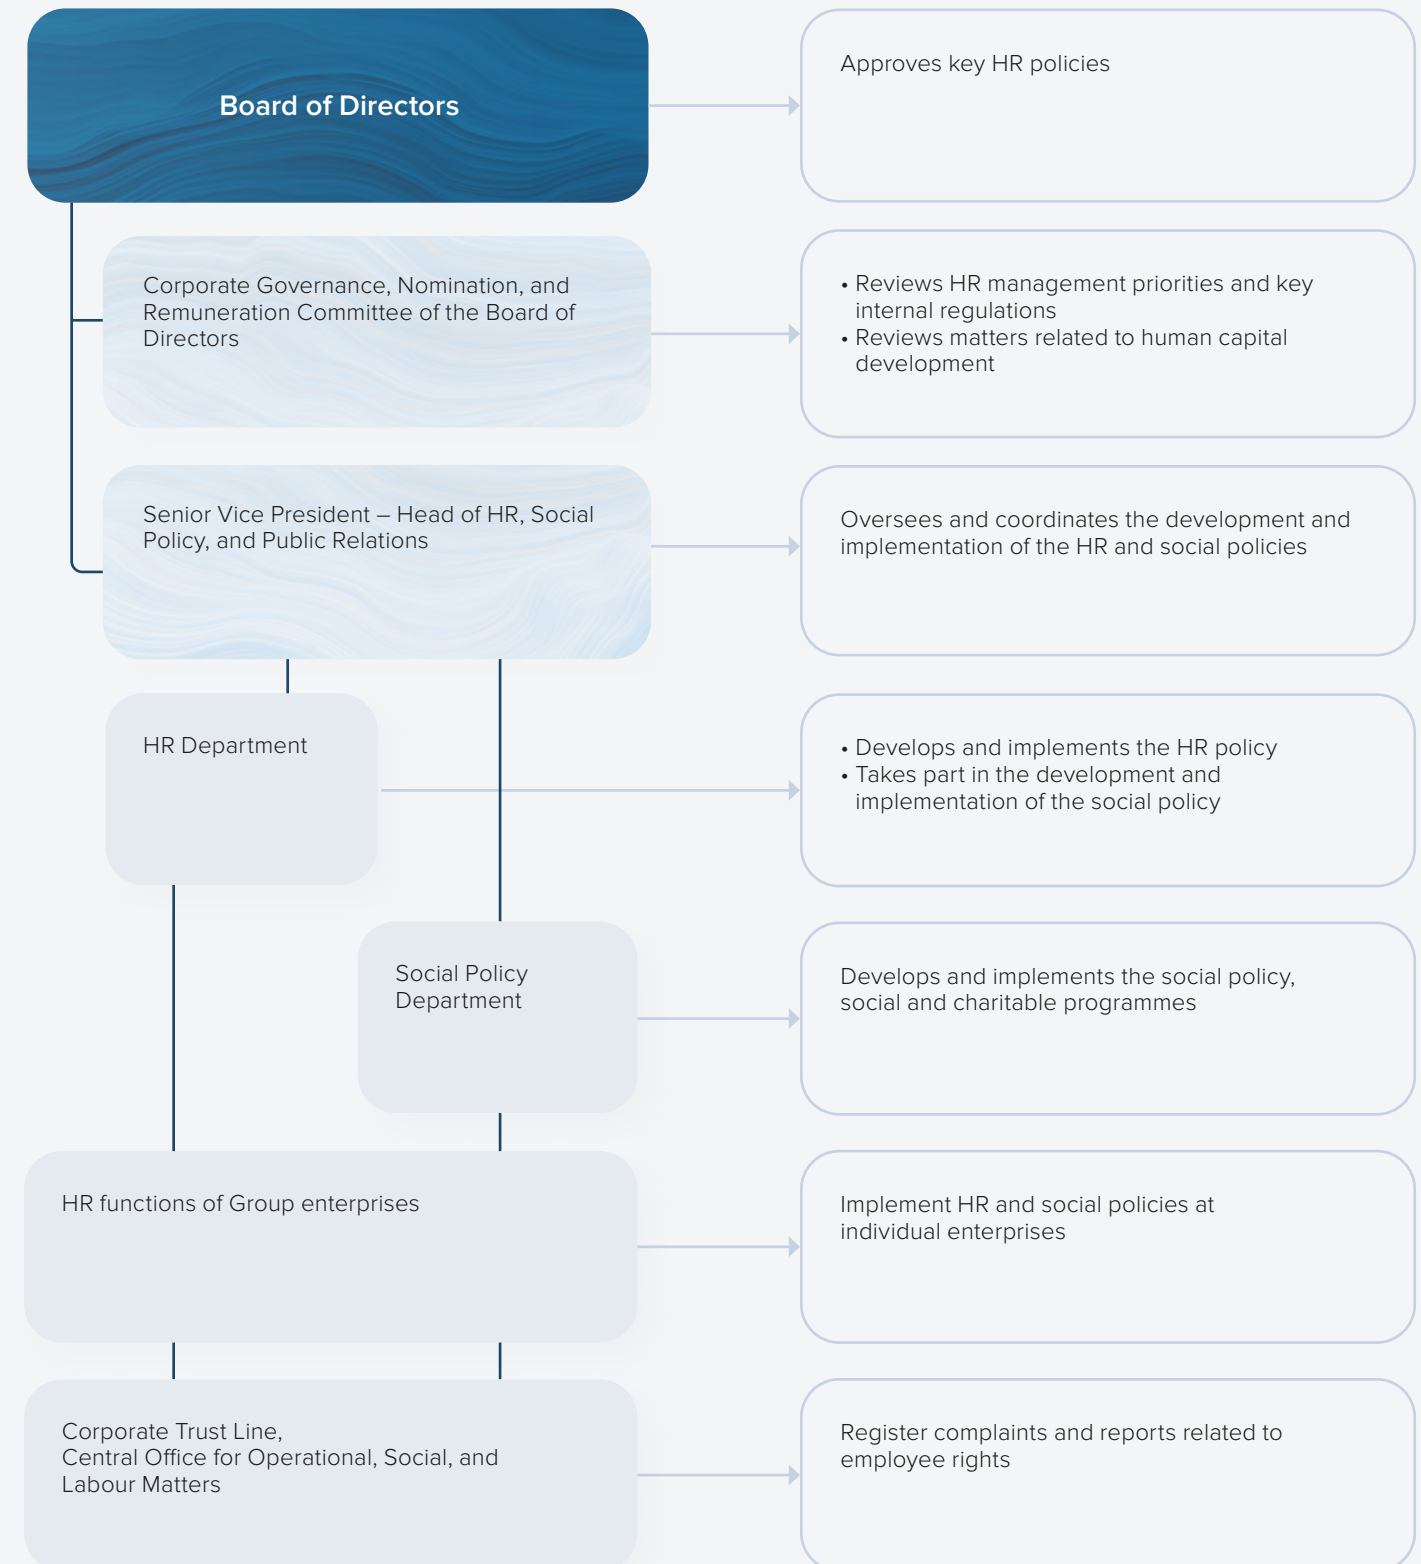 Board of Directors
Approves key HR policies
Corporate Governance, Nomination, and
Remuneration Committee of the Board of
Directors
• Reviews HR management priorities and key
internal regulations
• Reviews matters related to human capital
development
Senior Vice President – Head of HR, Social
Policy, and Public Relations
Oversees and coordinates the development and
implementation of the HR and social policies
HR Department
• Develops and implements the HR policy
• Takes part in the development and
implementation of the social policy
Social Policy
Department
Develops and implements the social policy,
social and charitable programmes
HR functions of Group enterprises
Implement HR and social policies at
individual enterprises
Corporate Trust Line,
Central Office for Operational, Social, and
Labour Matters
Register complaints and reports related to
employee rights